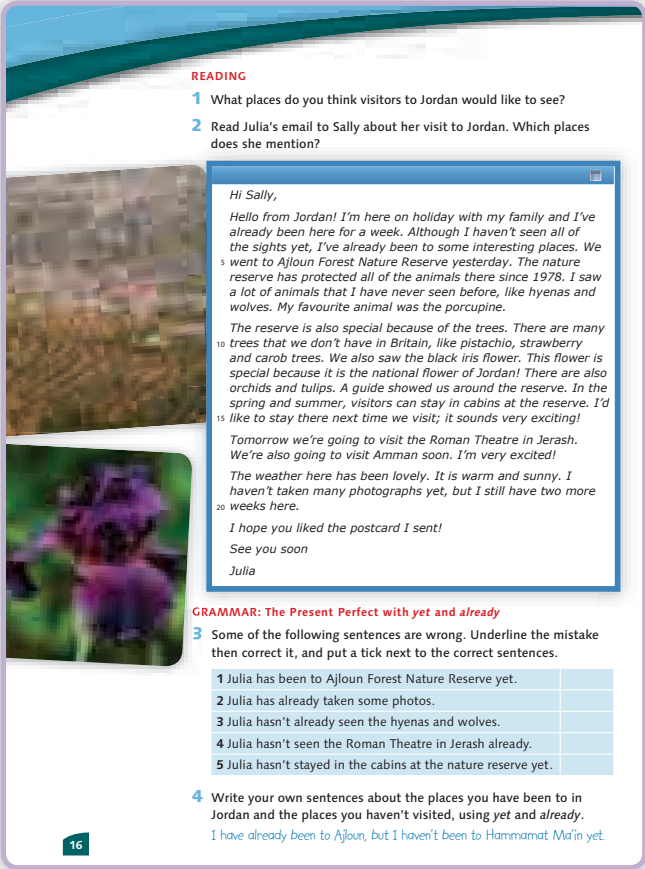 READING
1 What places do you think visitors to Jordan would like to see?
2 Read Julia's email to Sally about her visit to Jordan. Which places
does she mention?
Hi Sally,
Hello from Jordan! I'm here on holiday with my family and I've
already been here for a week. Although I haven't seen all of
the sights yet, I've already been to some interesting places. We
5 went to Ajloun Forest Nature Reserve yesterday. The nature
reserve has protected all of the animals there since 1978. I saw
a lot of animals that I have never seen before, like hyenas and
wolves. My favourite animal was the porcupine.
The reserve is also special because of the trees. There are many
10 trees that we don't have in Britain, like pistachio, strawberry
and carob trees. We also saw the black iris flower. This flower is
special because it is the national flower of Jordan! There are also
orchids and tulips. A guide showed us around the reserve. In the
spring and summer, visitors can stay in cabins at the reserve. I'd
15 like to stay there next time we visit; it sounds very exciting!
Tomorrow we're going to visit the Roman Theatre in Jerash.
We're also going to visit Amman soon. I'm very excited!
The weather here has been lovely. It is warm and sunny. I
haven't taken many photographs yet, but I still have two more
20 weeks here.
I hope you liked the postcard I sent!
See you soon
Julia
GRAMMAR: The Present Perfect with yet and already
3 Some of the following sentences are wrong. Underline the mistake
then correct it, and put a tick next to the correct sentences.
1 Julia has been to Ajloun Forest Nature Reserve yet.
2 Julia has already taken some photos.
3 Julia hasn't already seen the hyenas and wolves.
4 Julia hasn't seen the Roman Theatre in Jerash already.
5 Julia hasn't stayed in the cabins at the nature reserve yet.
4 Write your own sentences about the places you have been to in
Jordan and the places you haven't visited, using yet and already.
I have already been to Ajloun, but I haven't been to Hammamat Ma'in yet.
16